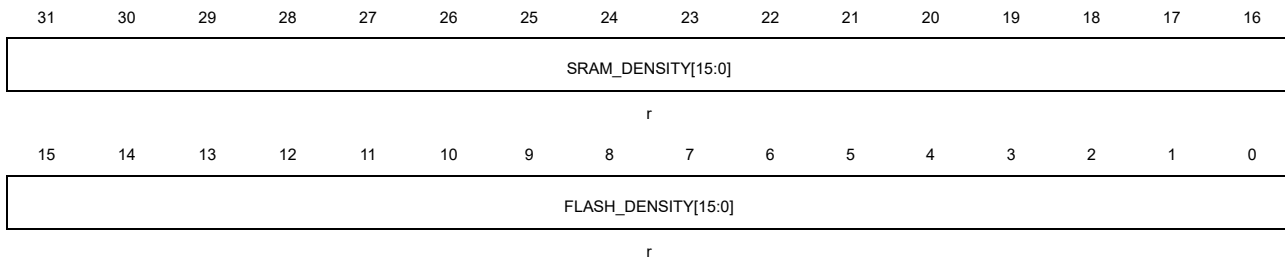 31 30 29 28 27 26 25 24 23 22 21 20 19 18 17 16
SRAM_DENSITY[15:0]
r
15 14 13 12 11 10 9 8 7 6 5 4 3 2 1 0
FLASH_DENSITY[15:0]
r